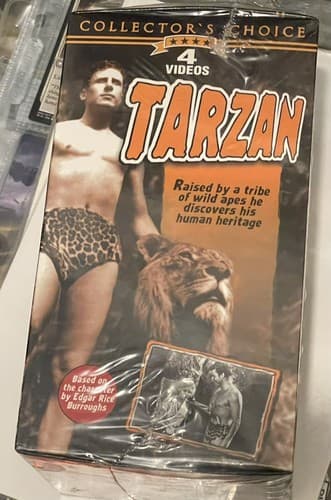 COLLECTOR'S CHOICE
4
VIDEOS
TARZAN
Raised by a tribe
of wild apes he
discovers his
human heritage
Based on
the character
by Edgar Rice
Burroughs